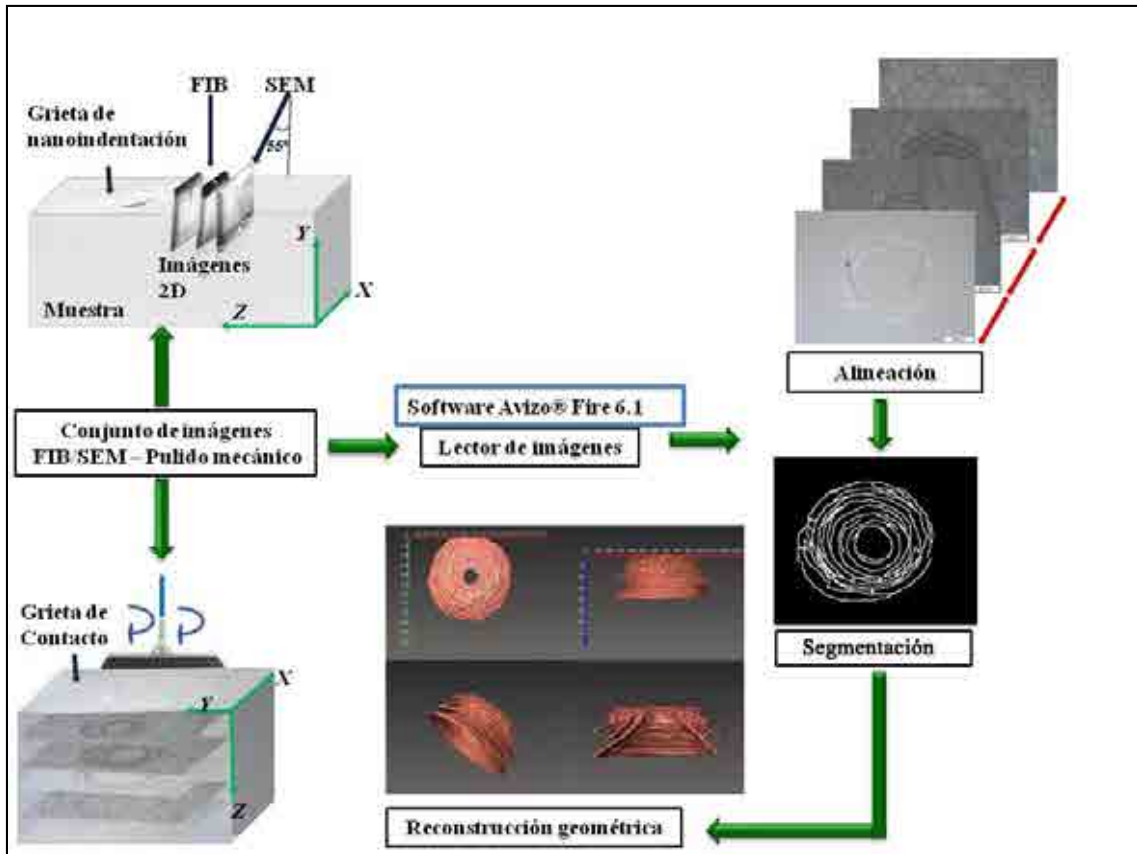 FIB SEM
Grieta de
nanoindentación
55º
Y
Imágenes
2D
X
Muestra
Z
Alineación
Software Avizo® Fire 6.1
Conjunto de imágenes
FIB/SEM – Pulido mecánico
Lector de imágenes
Grieta de
Contacto
X
Y
Z
Segmentación
Reconstrucción geométrica